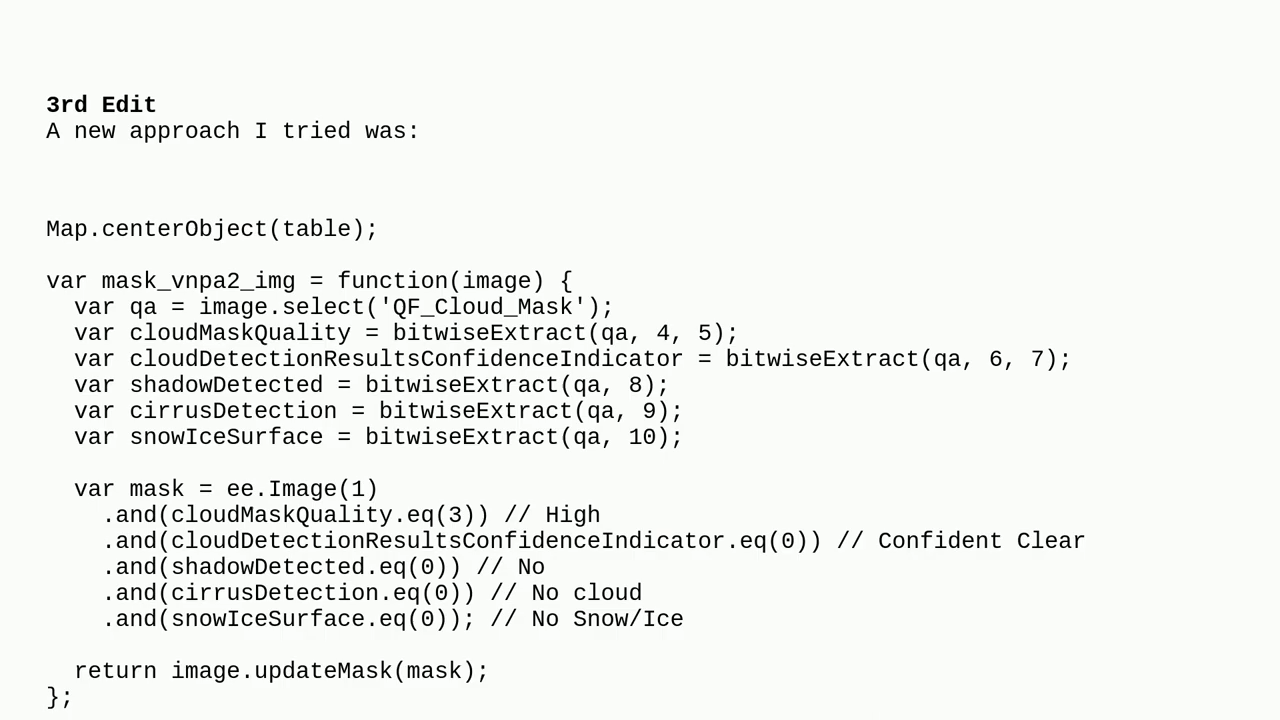 3rd Edit
A new approach I tried was:
Map.centerObject(table);
var mask_vnpa2_img = function(image) {
  var qa = image.select('QF_Cloud_Mask');
  var cloudMaskQuality = bitwiseExtract(qa, 4, 5);
  var cloudDetectionResultsConfidenceIndicator = bitwiseExtract(qa, 6, 7);
  var shadowDetected = bitwiseExtract(qa, 8);
  var cirrusDetection = bitwiseExtract(qa, 9);
  var snowIceSurface = bitwiseExtract(qa, 10);
  var mask = ee.Image(1)
    .and(cloudMaskQuality.eq(3)) // High
    .and(cloudDetectionResultsConfidenceIndicator.eq(0)) // Confident Clear
    .and(shadowDetected.eq(0)) // No
    .and(cirrusDetection.eq(0)) // No cloud
    .and(snowIceSurface.eq(0)); // No Snow/Ice
  return image.updateMask(mask);
};